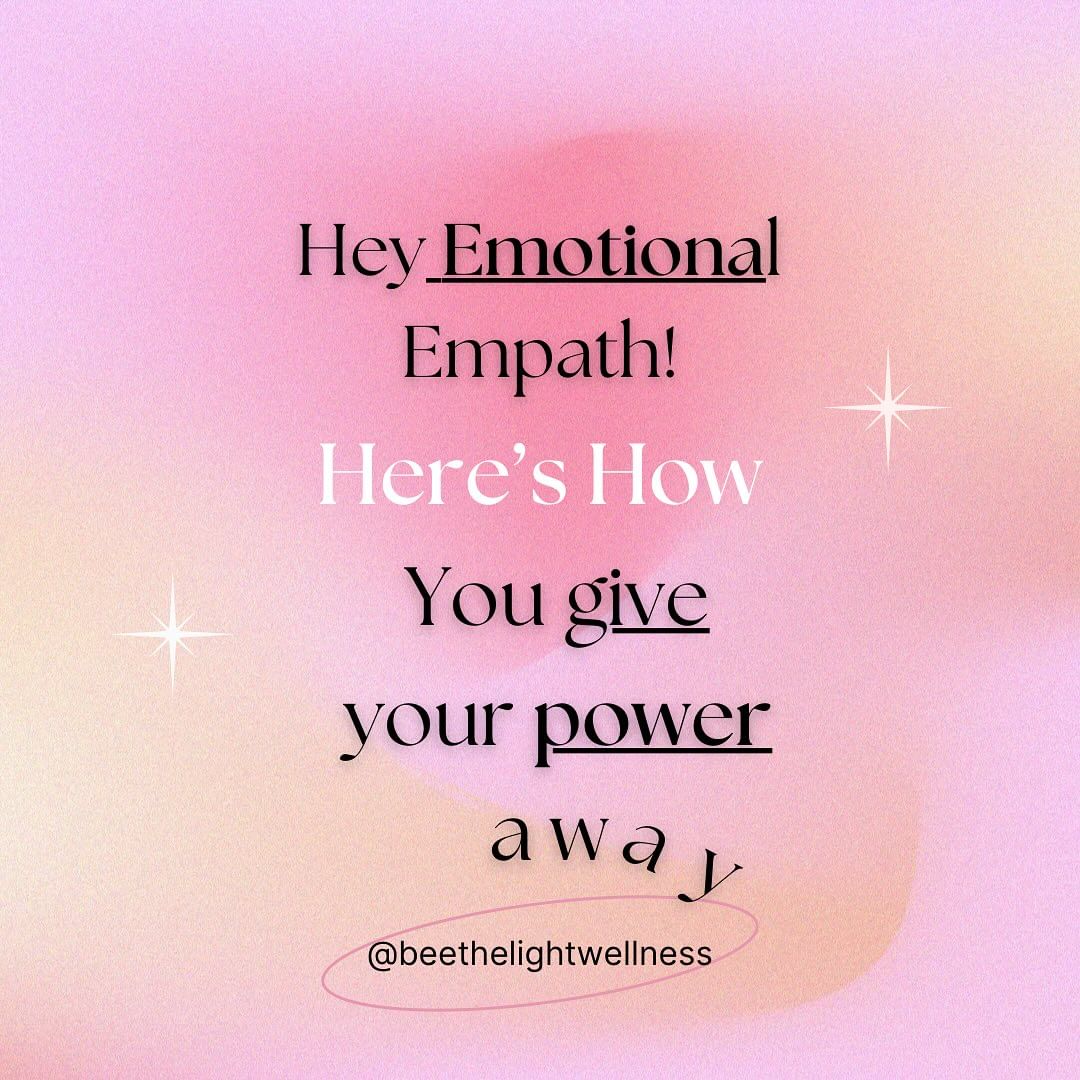 Hey Emotional
Empath!
Here’s How
You give
your power
away
@beethelightwellness